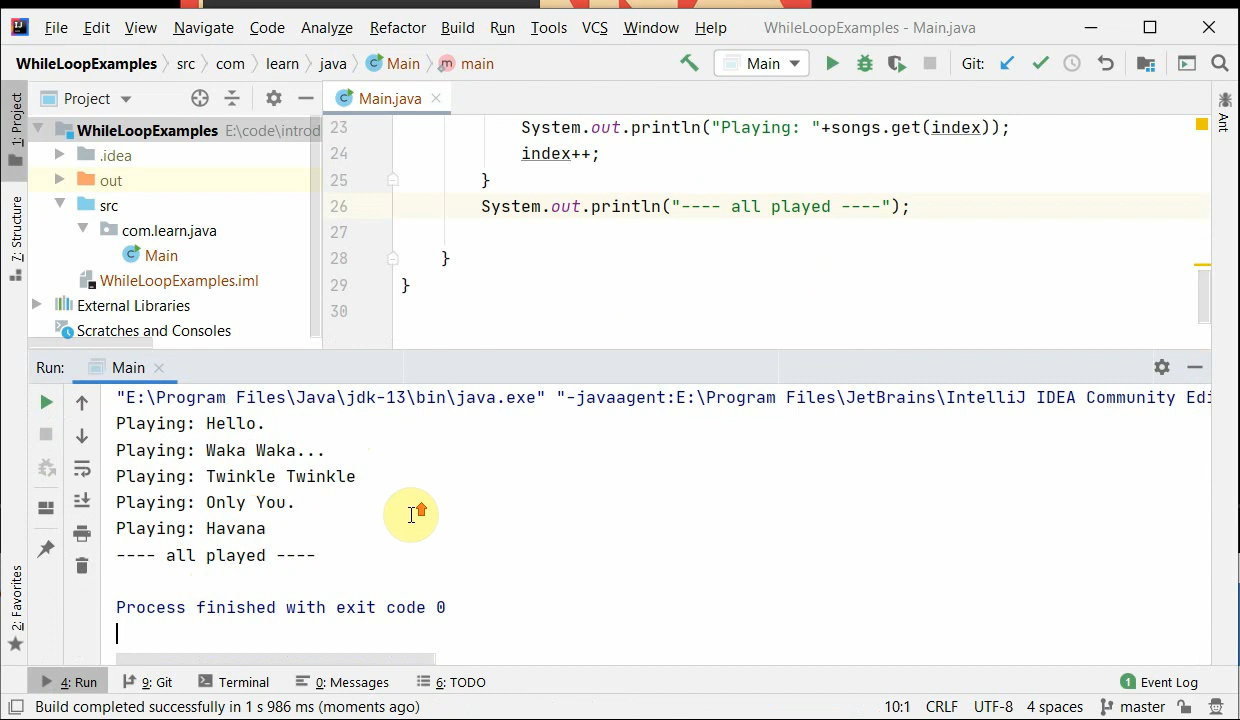 File Edit View Navigate Code Analyze Refactor Build Run Tools VCS Window Help WhileLoopExamples - Main.java
WhileLoopExamples src com learn java Main m main Main Git:
1: Project
Project
Main.java
Ant
WhileLoopExamples E:\code\introd
.idea
out
src
com.learn.java
Main
WhileLoopExamples.iml
External Libraries
Scratches and Consoles
7: Structure
23 System.out.println("Playing: "+songs.get(index));
24 index++;
25 }
26 System.out.println("---- all played ----");
27
28 }
29 }
30
Run: Main
"E:\Program Files\Java\jdk-13\bin\java.exe" "-javaagent:E:\Program Files\JetBrains\IntelliJ IDEA Community Edi
Playing: Hello.
Playing: Waka Waka...
Playing: Twinkle Twinkle
Playing: Only You.
Playing: Havana
---- all played ----
Process finished with exit code 0
2: Favorites
4: Run 9: Git Terminal 0: Messages 6: TODO 1 Event Log
Build completed successfully in 1 s 986 ms (moments ago) 10:1 CRLF UTF-8 4 spaces master